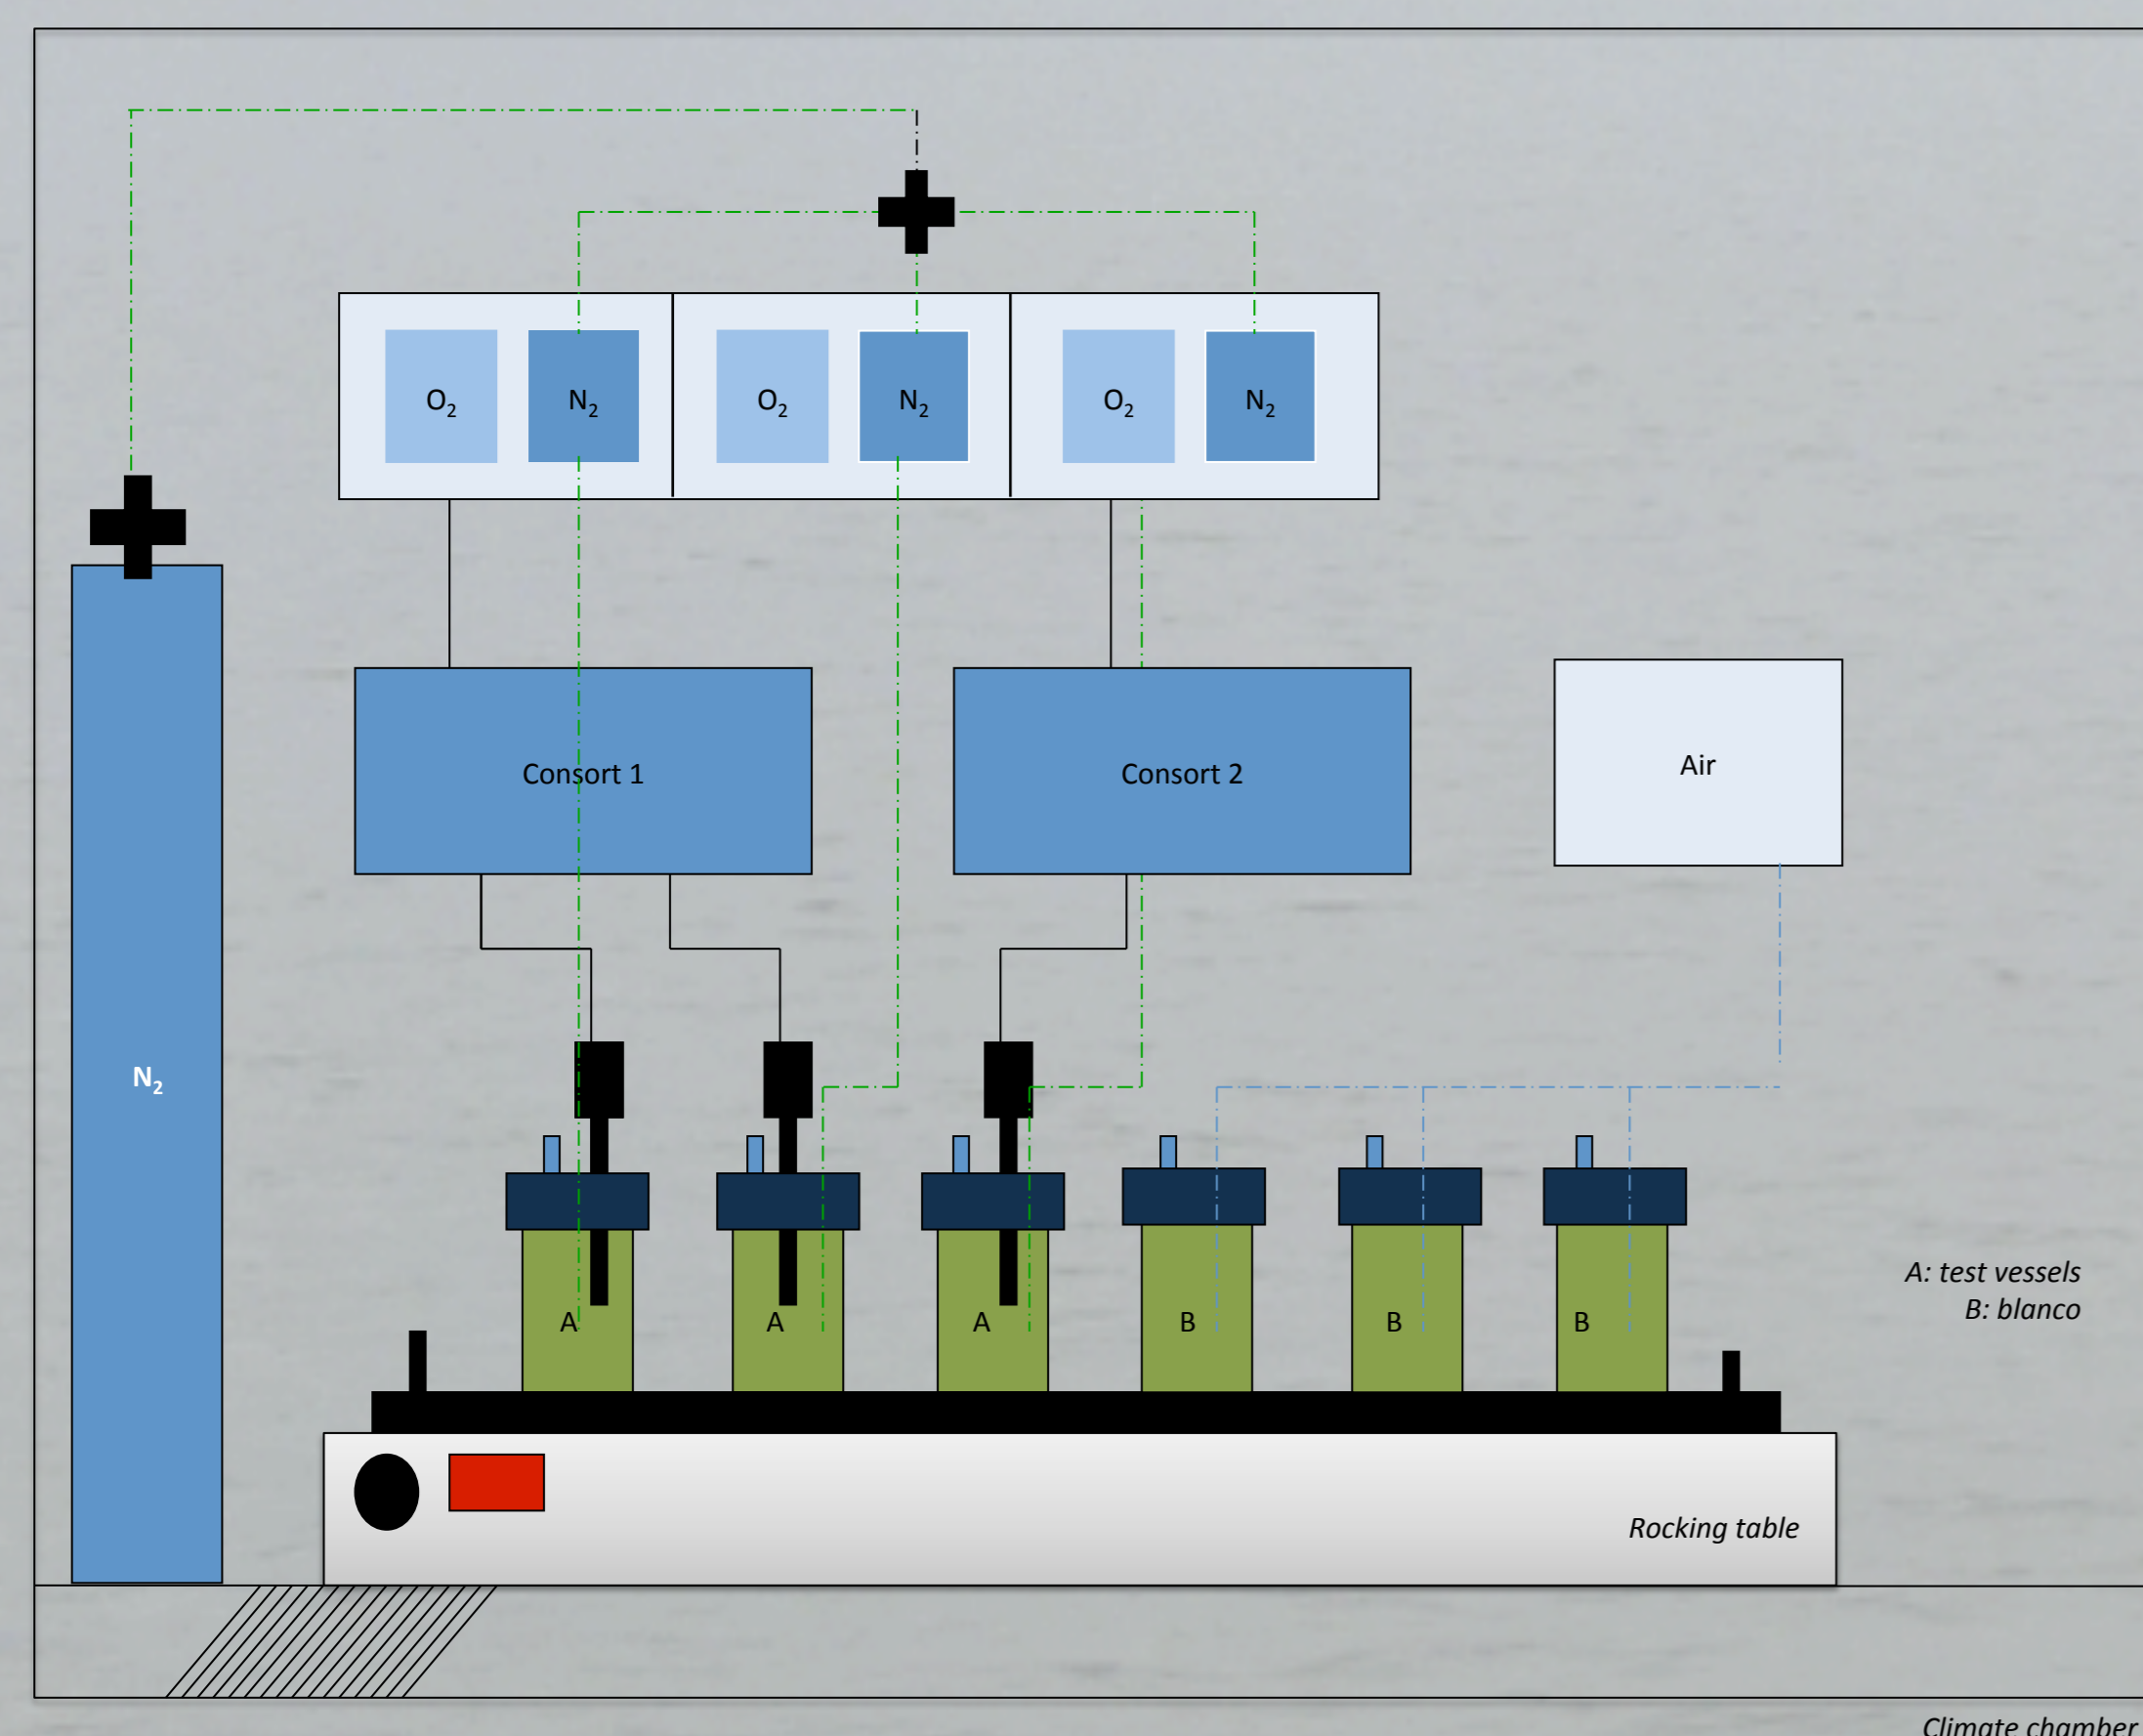 O₂ N₂ O₂ N₂ O₂ N₂
Consort 1
Consort 2
Air
N₂
A: test vessels
B: blanco
A A A B B B
Rocking table
Climate chamber